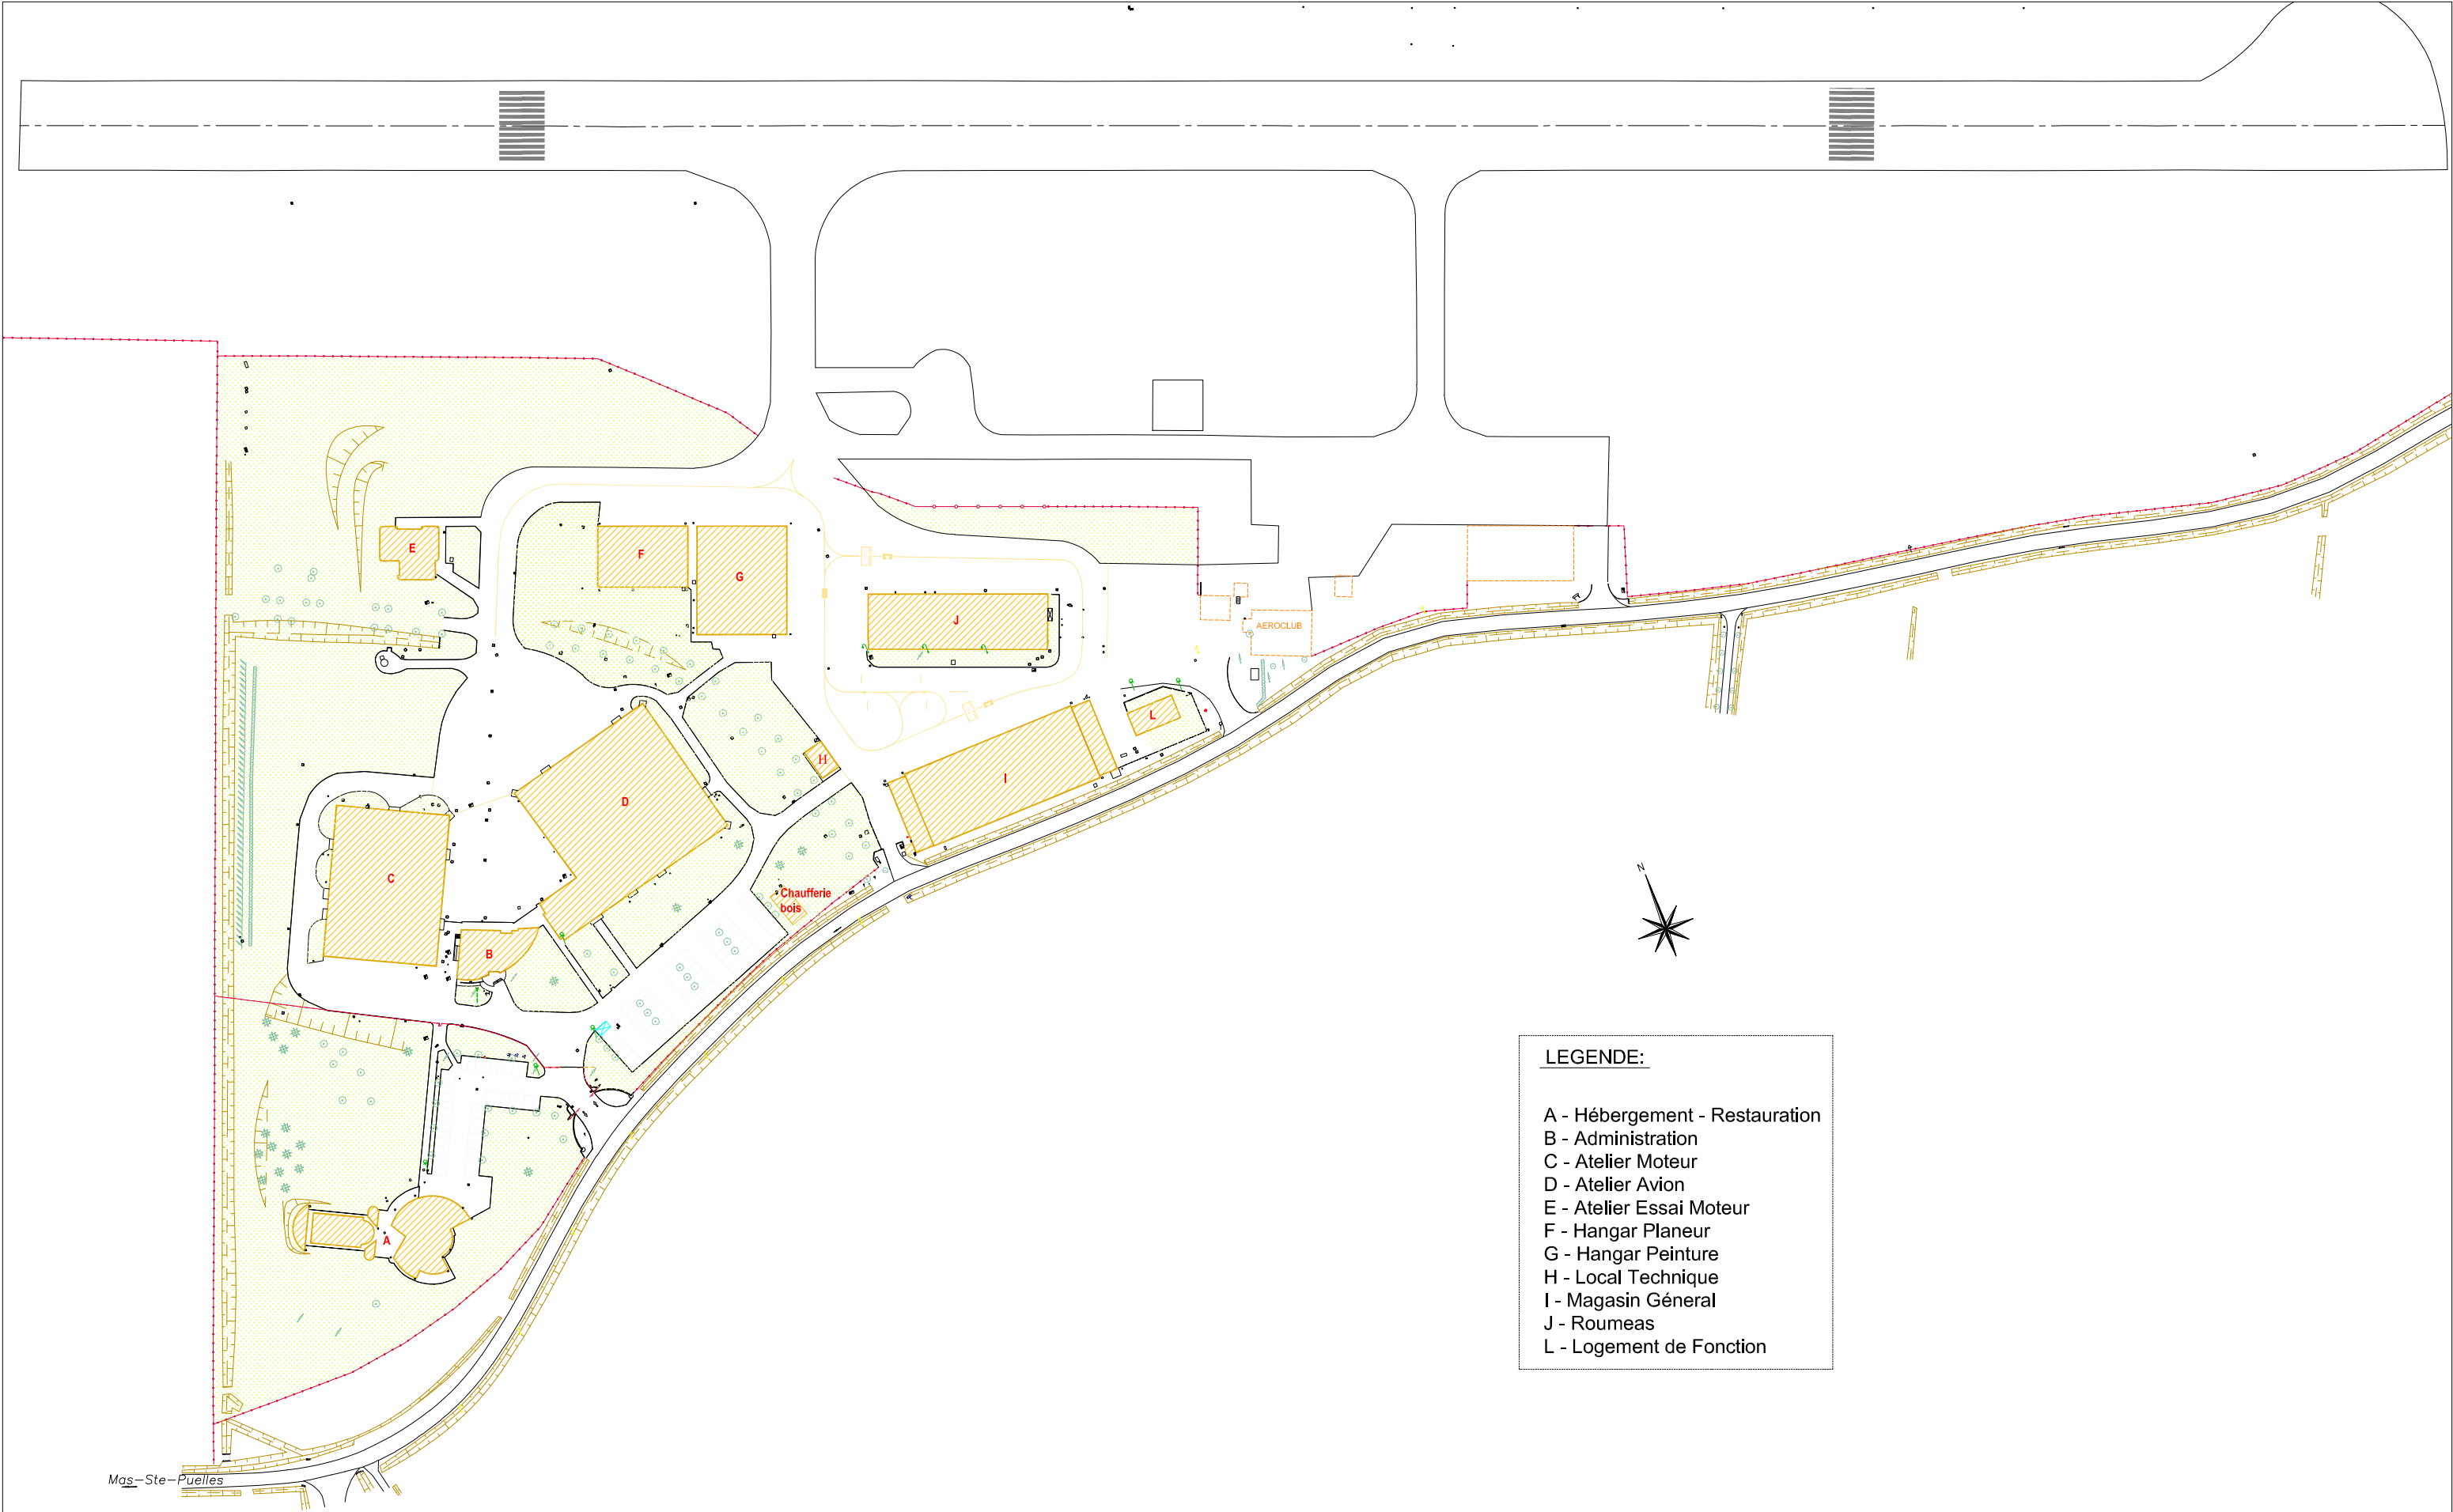 E
F
G
J
AEROCLUB
L
H
I
D
C
Chaufferie
bois
N
B
LEGENDE:
A - Hébergement - Restauration
B - Administration
C - Atelier Moteur
D - Atelier Avion
E - Atelier Essai Moteur
F - Hangar Planeur
G - Hangar Peinture
H - Local Technique
I - Magasin Géneral
J - Roumeas
L - Logement de Fonction
A
Mas-Ste-Puelles